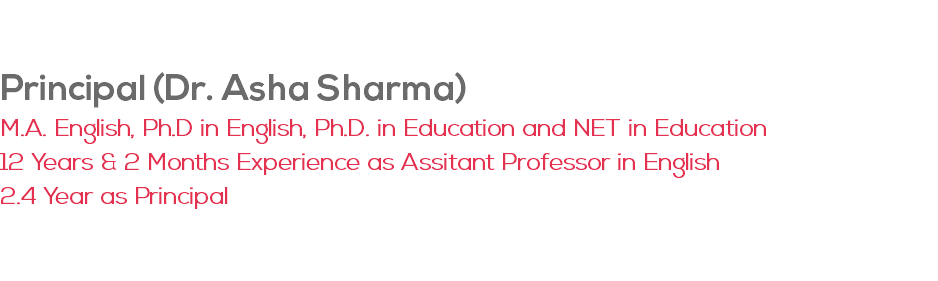 Principal (Dr. Asha Sharma)
M.A. English, Ph.D in English, Ph.D. in Education and NET in Education
12 Years & 2 Months Experience as Assitant Professor in English
2.4 Year as Principal